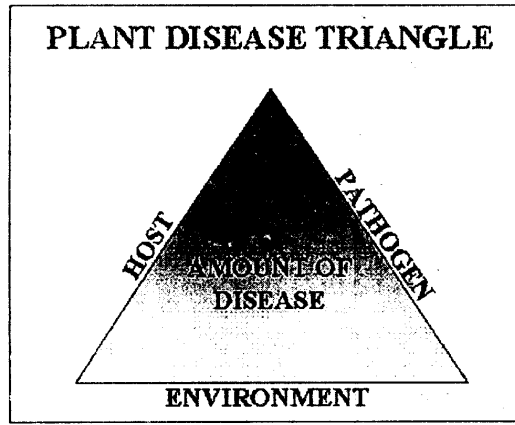 PLANT DISEASE TRIANGLE
HOST
PATHOGEN
AMOUNT OF
DISEASE
ENVIRONMENT